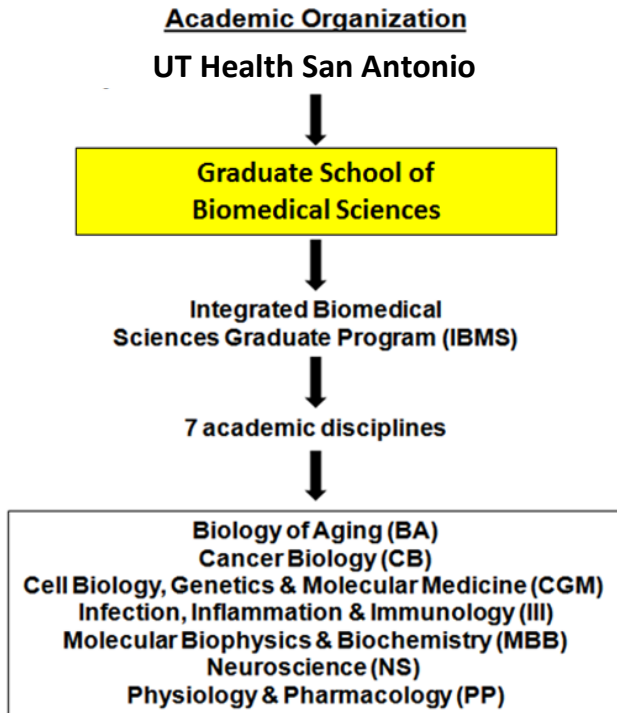 Academic Organization
UT Health San Antonio
Graduate School of
Biomedical Sciences
Integrated Biomedical
Sciences Graduate Program (IBMS)
7 academic disciplines
Biology of Aging (BA)
Cancer Biology (CB)
Cell Biology, Genetics & Molecular Medicine (CGM)
Infection, Inflammation & Immunology (III)
Molecular Biophysics & Biochemistry (MBB)
Neuroscience (NS)
Physiology & Pharmacology (PP)